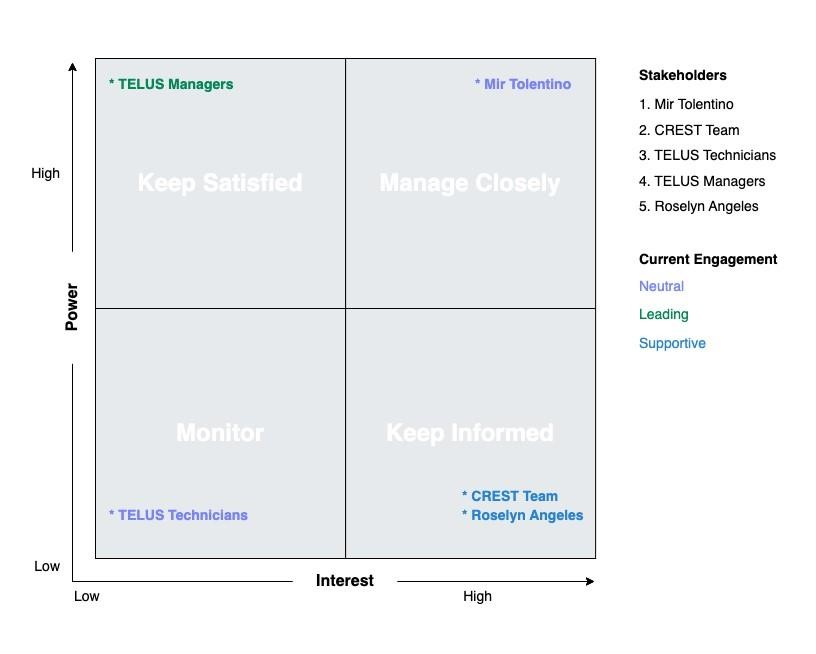 * TELUS Managers
* Mir Tolentino
High
Keep Satisfied
Manage Closely
Power
Monitor
Keep Informed
* CREST Team
* TELUS Technicians
* Roselyn Angeles
Low
Interest
Low
High
Stakeholders
1. Mir Tolentino
2. CREST Team
3. TELUS Technicians
4. TELUS Managers
5. Roselyn Angeles
Current Engagement
Neutral
Leading
Supportive